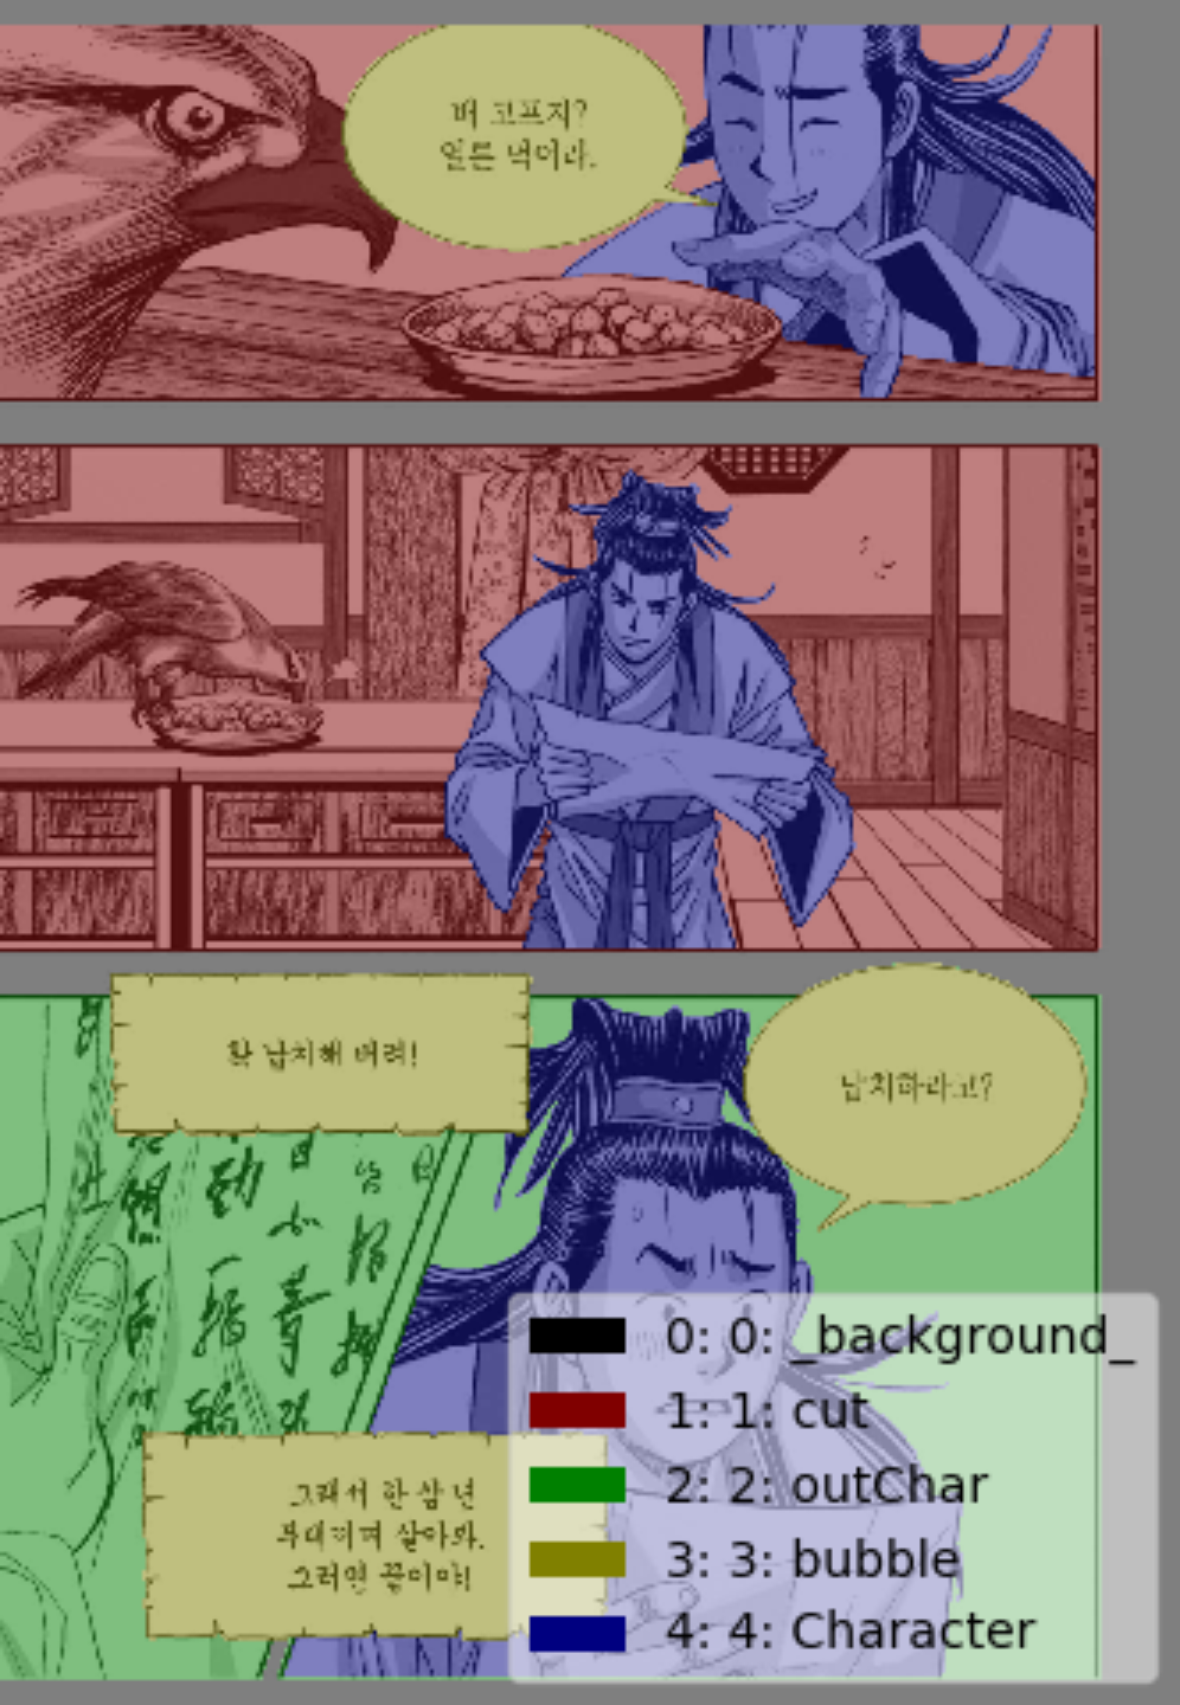 배 고프지?
얼른 먹어라.
확 납치해 버려!
납치하라고?
그래서 한 삼 년
부대끼며 살아봐.
그러면 끝이야!
0: 0: _background_
1: 1: cut
2: 2: outChar
3: 3: bubble
4: 4: Character